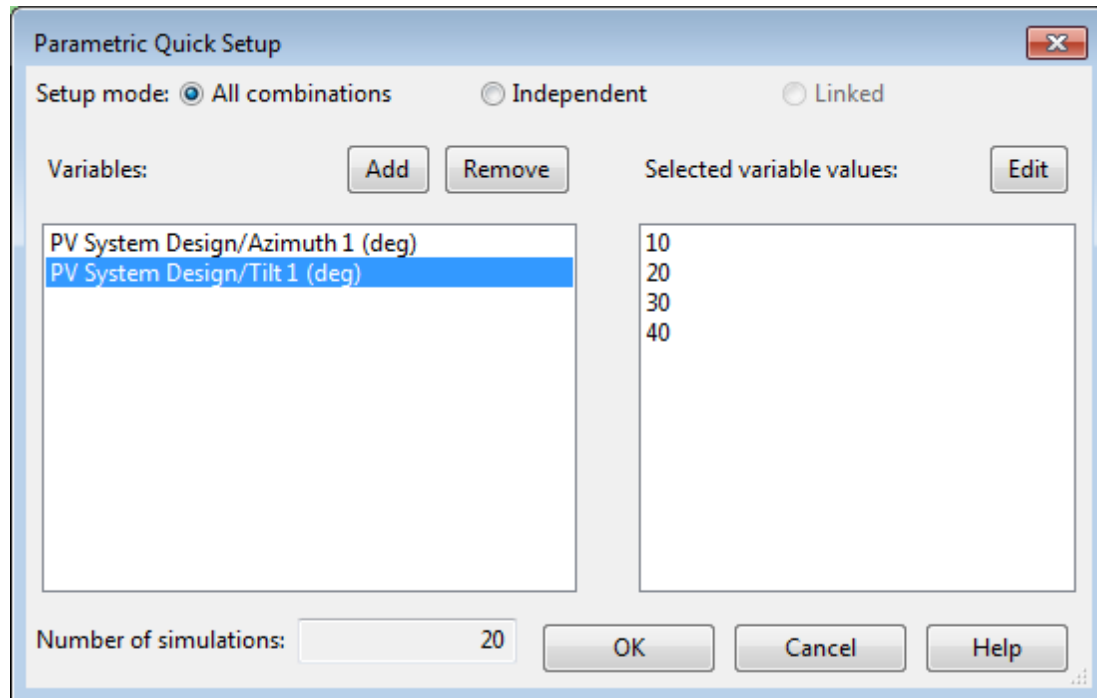 Parametric Quick Setup
Setup mode: All combinations Independent Linked
Variables: Add Remove Selected variable values: Edit
PV System Design/Azimuth 1 (deg)
PV System Design/Tilt 1 (deg)
10
20
30
40
Number of simulations: 20 OK Cancel Help